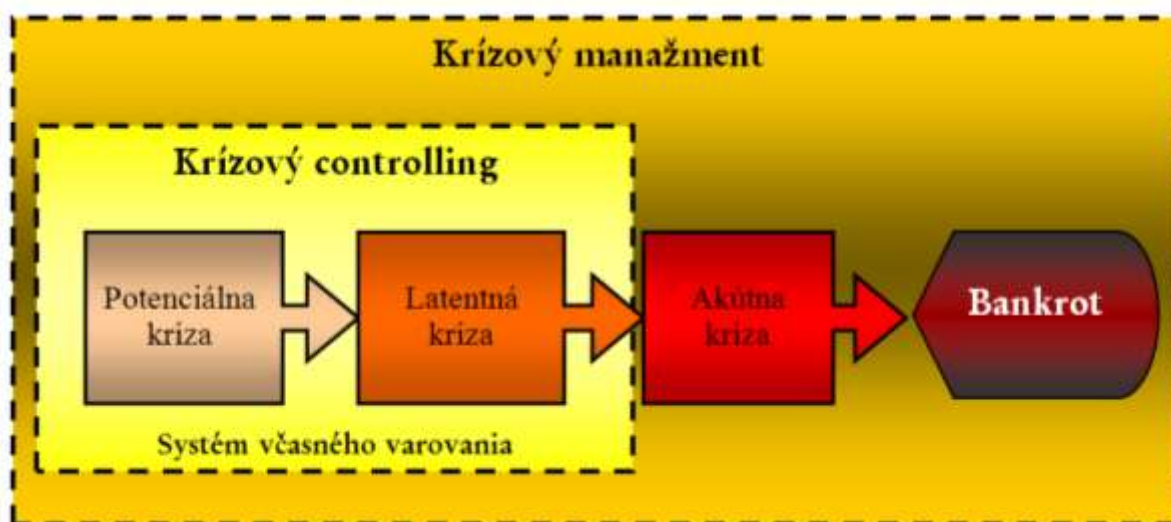 Krízový manažment
Krízový controlling
Potenciálna
kríza
Latentná
kríza
Akútna
kríza
Bankrot
Systém včasného varovania